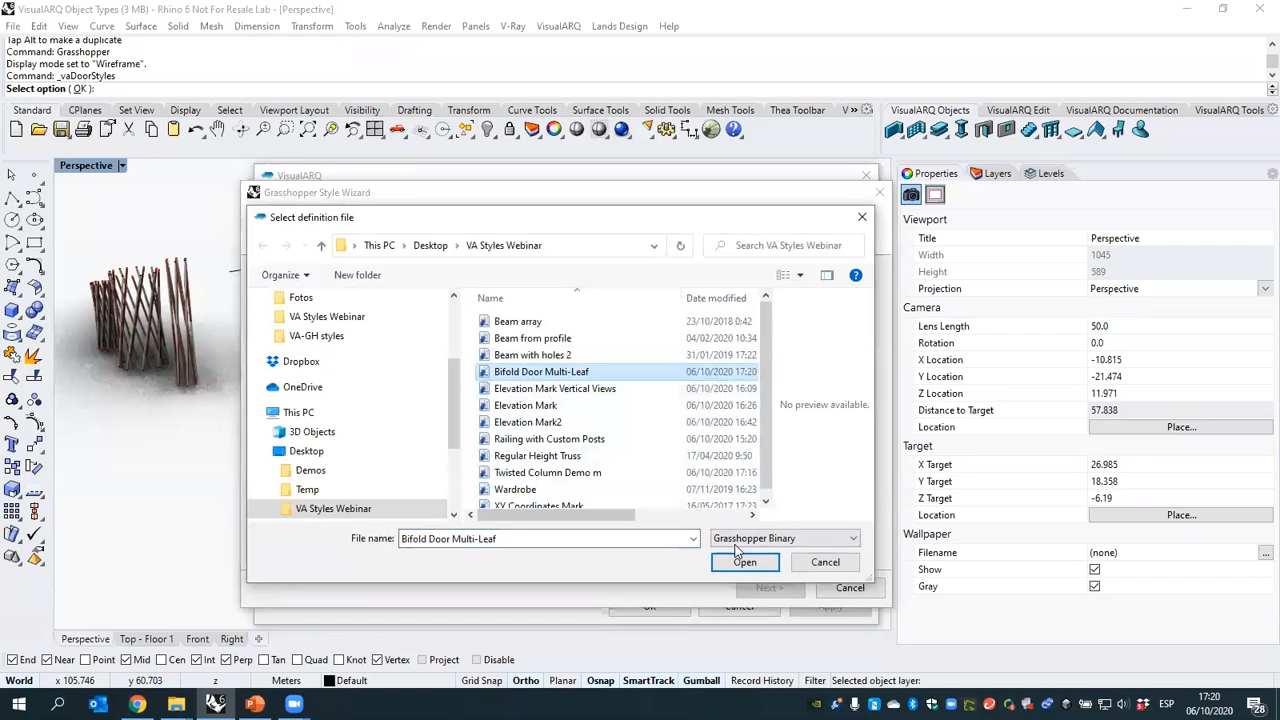 VisualARQ Object Types (3 MB) - Rhino 6 Not For Resale Lab - [Perspective]
File Edit View Curve Surface Solid Mesh Dimension Transform Tools Analyze Render Panels V-Ray VisualARQ Lands Design Help
Tap Alt to make a duplicate
Command: Grasshopper
Display mode set to "Wireframe".
Command: _vaDoorStyles
Select option ( OK ):
Standard CPlanes Set View Display Select Viewport Layout Visibility Drafting Transform Curve Tools Surface Tools Solid Tools Mesh Tools Thea Toolbar V »
VisualARQ Objects VisualARQ Edit VisualARQ Documentation VisualARQ Tools
Perspective
VisualARQ
Grasshopper Style Wizard
Select definition file
This PC > Desktop > VA Styles Webinar
Search VA Styles Webinar
Organize New folder
Fotos
VA Styles Webinar
VA-GH styles
Dropbox
OneDrive
This PC
3D Objects
Desktop
Demos
Temp
VA Styles Webinar
Name Date modified
Beam array 23/10/2018 0:42
Beam from profile 04/02/2020 10:34
Beam with holes 2 31/01/2019 17:22
Bifold Door Multi-Leaf 06/10/2020 17:20
Elevation Mark Vertical Views 06/10/2020 16:09
Elevation Mark 06/10/2020 16:26
Elevation Mark2 06/10/2020 16:42
Railing with Custom Posts 06/10/2020 15:20
Regular Height Truss 17/04/2020 9:50
Twisted Column Demo m 06/10/2020 17:16
Wardrobe 07/11/2019 16:23
XY Coordinates Mark 16/05/2017 17:23
No preview available.
File name: Bifold Door Multi-Leaf Grasshopper Binary
Open Cancel
Next > Cancel
OK Cancel Apply
Properties Layers Levels
Viewport
Title Perspective
Width 1045
Height 589
Projection Perspective
Camera
Lens Length 50.0
Rotation 0.0
X Location -10.815
Y Location -21.474
Z Location 11.971
Distance to Target 57.838
Location Place...
Target
X Target 26.985
Y Target 18.358
Z Target -6.19
Location Place...
Wallpaper
Filename (none) ...
Show
Gray
Perspective Top - Floor 1 Front Right
End Near Point Mid Cen Int Perp Tan Quad Knot Vertex Project Disable
World x 105.746 y 60.703 z Meters Default Grid Snap Ortho Planar Osnap SmartTrack Gumball Record History Filter Selected object layer:
ESP
17:20
06/10/2020
28